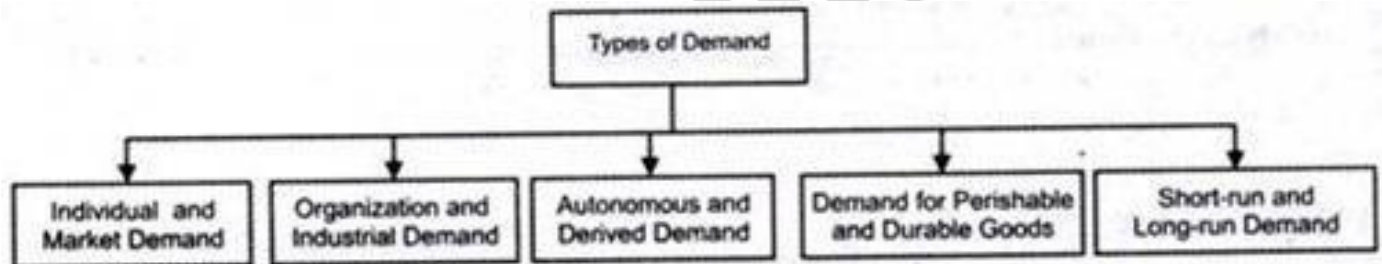 Types of Demand
Individual and
Market Demand
Organization and
Industrial Demand
Autonomous and
Derived Demand
Demand for Perishable
and Durable Goods
Short-run and
Long-run Demand